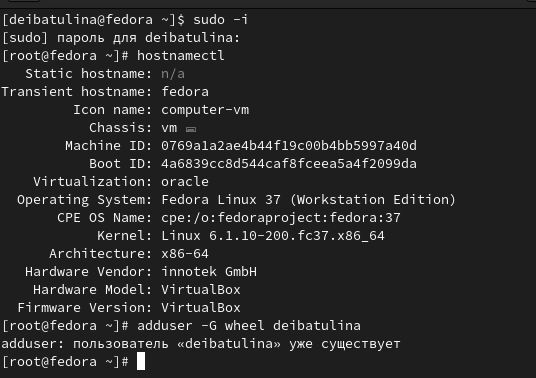 [deibatulina@fedora ~]$ sudo -i
[sudo] пароль для deibatulina:
[root@fedora ~]# hostnamectl
Static hostname: n/a
Transient hostname: fedora
Icon name: computer-vm
Chassis: vm 🖴
Machine ID: 0769a1a2ae4b44f19c00b4bb5997a40d
Boot ID: 4a6839cc8d544caf8fceea5a4f2099da
Virtualization: oracle
Operating System: Fedora Linux 37 (Workstation Edition)
CPE OS Name: cpe:/o:fedoraproject:fedora:37
Kernel: Linux 6.1.10-200.fc37.x86_64
Architecture: x86-64
Hardware Vendor: innotek GmbH
Hardware Model: VirtualBox
Firmware Version: VirtualBox
[root@fedora ~]# adduser -G wheel deibatulina
adduser: пользователь «deibatulina» уже существует
[root@fedora ~]#